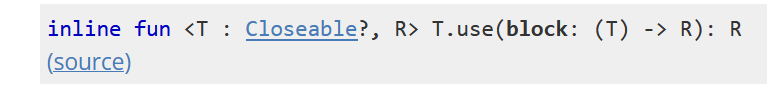 inline fun <T : Closeable?, R> T.use(block: (T) -> R): R
(source)